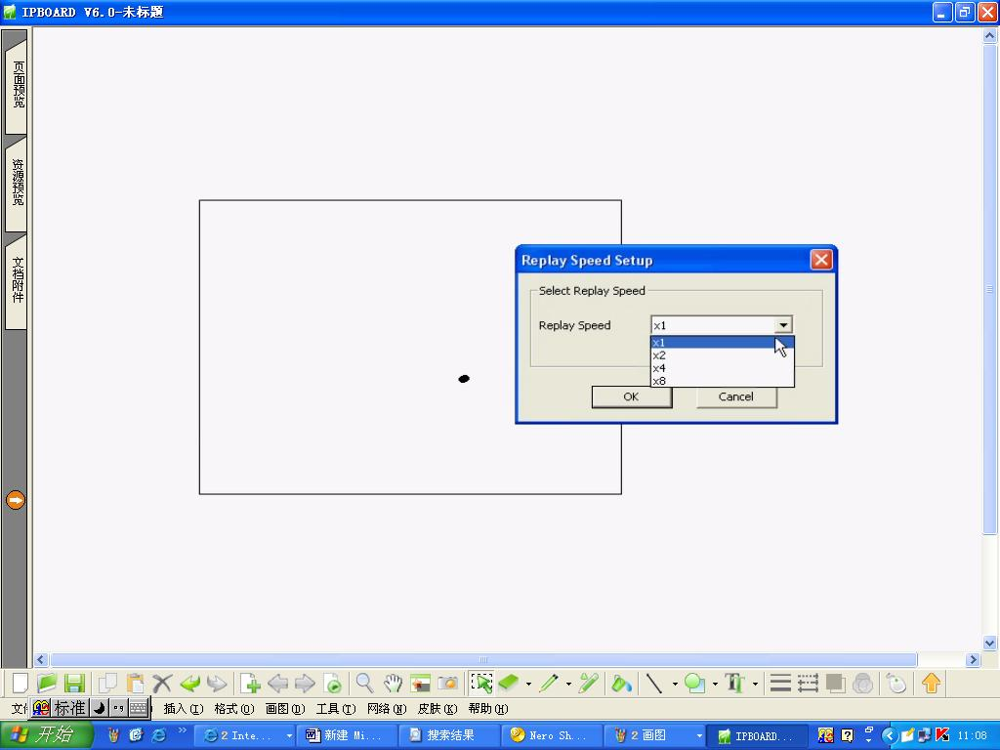 IPBOARD V6.0-未标题
页面预览
资源预览
文档附件
Replay Speed Setup
Select Replay Speed
Replay Speed
x1
x1
x2
x4
x8
OK
Cancel
标准
插入(I) 格式(O) 画图(D) 工具(T) 网络(N) 皮肤(K) 帮助(H)
开始
2 Inte...
新建 Mi...
搜索结果
Nero Sh...
2 画图
IPBOARD...
11:08